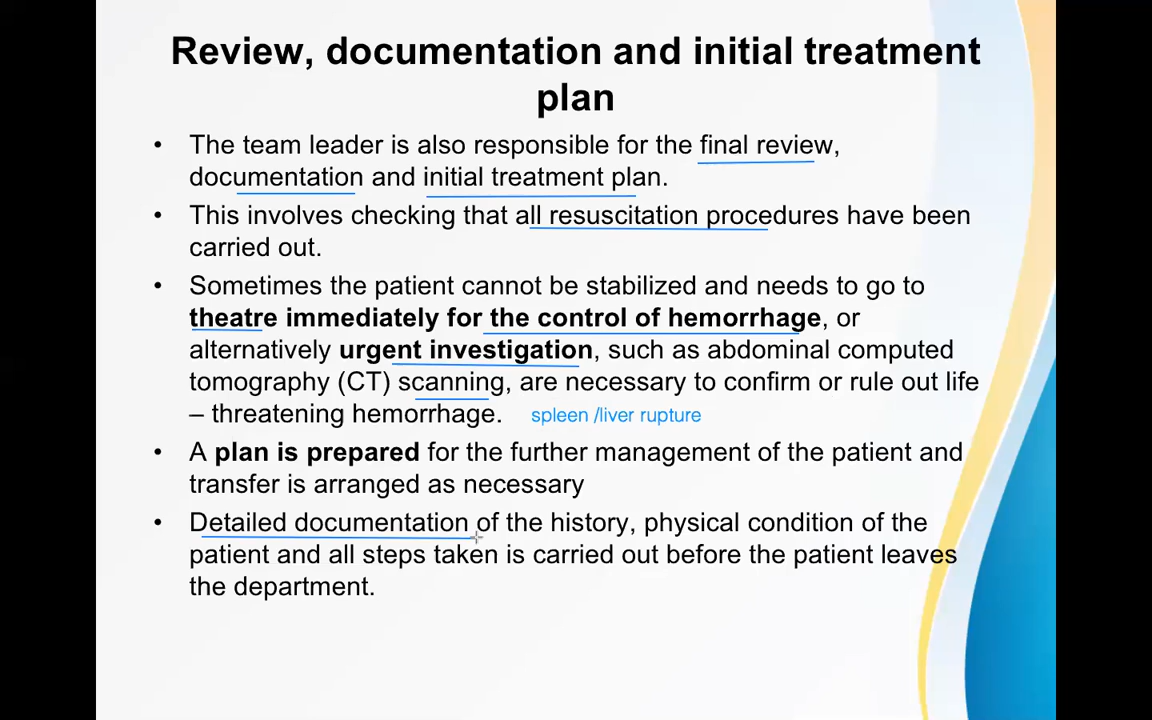 Review, documentation and initial treatment
plan
• The team leader is also responsible for the final review,
documentation and initial treatment plan.
• This involves checking that all resuscitation procedures have been
carried out.
• Sometimes the patient cannot be stabilized and needs to go to
theatre immediately for the control of hemorrhage, or
alternatively urgent investigation, such as abdominal computed
tomography (CT) scanning, are necessary to confirm or rule out life
– threatening hemorrhage. spleen /liver rupture
• A plan is prepared for the further management of the patient and
transfer is arranged as necessary
• Detailed documentation of the history, physical condition of the
patient and all steps taken is carried out before the patient leaves
the department.